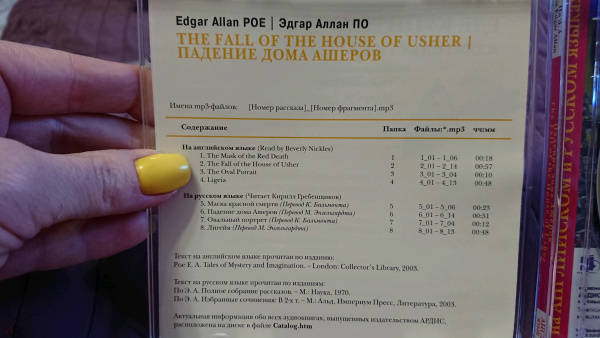 Edgar Allan POE | Эдгар Аллан ПО
THE FALL OF THE HOUSE OF USHER |
ПАДЕНИЕ ДОМА АШЕРОВ
Имена mp3-файлов: [Номер рассказа]_[Номер фрагмента].mp3
Содержание Папка Файлы:*.mp3 чч:мм
На английском языке (Read by Beverly Nickles)
1. The Mask of the Red Death 1 1_01 – 1_06 00:18
2. The Fall of the House of Usher 2 2_01 – 2_14 00:57
3. The Oval Portrait 3 3_01 – 3_04 00:10
4. Ligeia 4 4_01 – 4_13 00:48
На русском языке (Читает Кирилл Гребенщиков)
5. Маска красной смерти (Перевод К. Бальмонта) 5 5_01 – 5_06 00:23
6. Падение дома Ашеров (Перевод М. Энгельгардта) 6 6_01 – 6_14 00:51
7. Овальный портрет (Перевод К. Бальмонта) 7 7_01 – 7_04 00:12
8. Лигейя (Перевод М. Энгельгардта) 8 8_01 – 8_13 00:48
Текст на английском языке прочитан по изданию:
Poe E. A. Tales of Mystery and Imagination. – London: Collector's Library, 2003.
Текст на русском языке прочитан по изданиям:
По Э. А. Полное собрание рассказов. – М.: Наука, 1970.
По Э. А. Избранные сочинения: В 2-х т. – М.: Альд, Империум Пресс, Литература, 2003.
Актуальная информация обо всех аудиокнигах, выпущенных издательством АРДИС,
расположена на диске в файле Catalog.htm